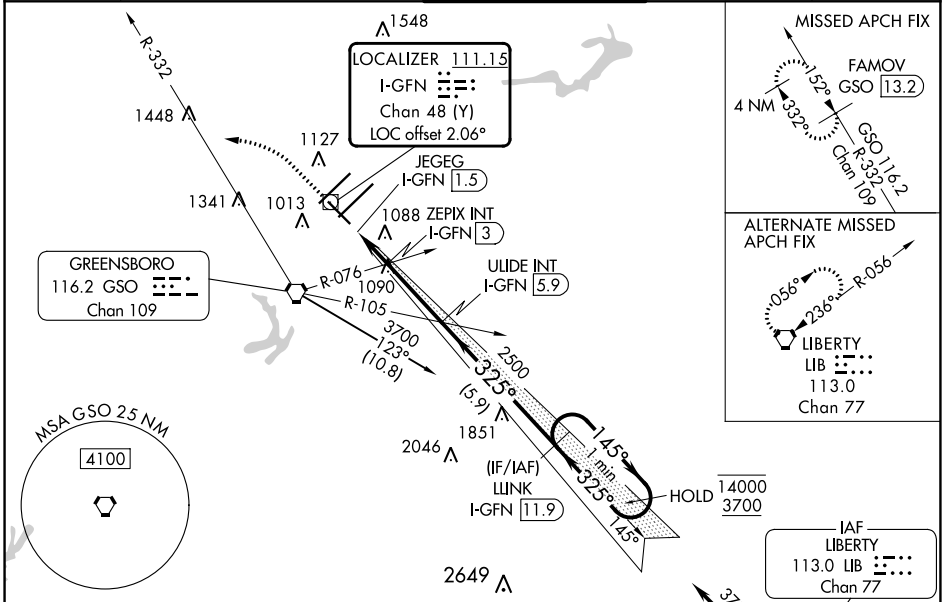 1548
R-332
LOCALIZER 111.15
I-GFN
Chan 48 (Y)
LOC offset 2.06°
1448
1127
JEGEG
I-GFN 1.5
1341
1013
1088
ZEPIX INT
I-GFN 3
GREENSBORO
116.2 GSO
Chan 109
R-076
1090
ULIDE INT
I-GFN 5.9
R-105
3700
123°
(10.8)
2500
325°
(5.9)
1851
2046
145°
1 min
325°
145°
(IF/IAF)
LLINK
I-GFN 11.9
HOLD
14000
3700
MSA GSO 25 NM
4100
2649
IAF
LIBERTY
113.0 LIB
Chan 77
MISSED APCH FIX
152°
332°
4 NM
FAMOV
GSO 13.2
GSO 116.2
R-332
Chan 109
ALTERNATE MISSED
APCH FIX
056°
236°
R-056
LIBERTY
LIB
113.0
Chan 77